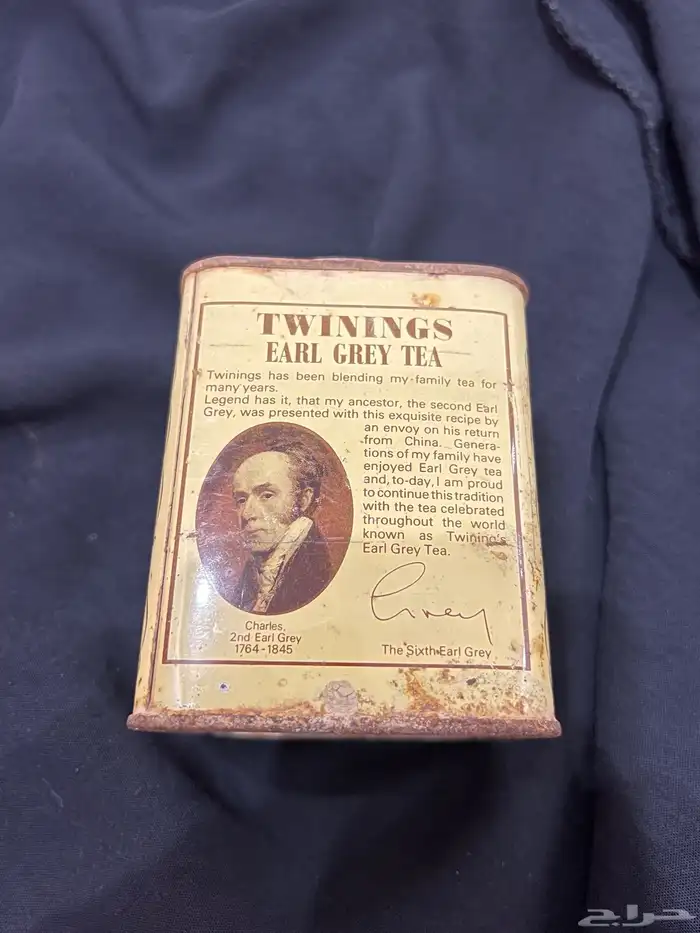 TWININGS
EARL GREY TEA
Twinings has been blending my family tea for
many years.
Legend has it, that my ancestor, the second Earl
Grey, was presented with this exquisite recipe by
an envoy on his return
from China. Genera-
tions of my family have
enjoyed Earl Grey tea
and, to-day, I am proud
to continue this tradition
with the tea celebrated
throughout the world
known as Twining's
Earl Grey Tea.
Grey
Charles,
2nd Earl Grey
1764-1845
The Sixth Earl Grey
حراج